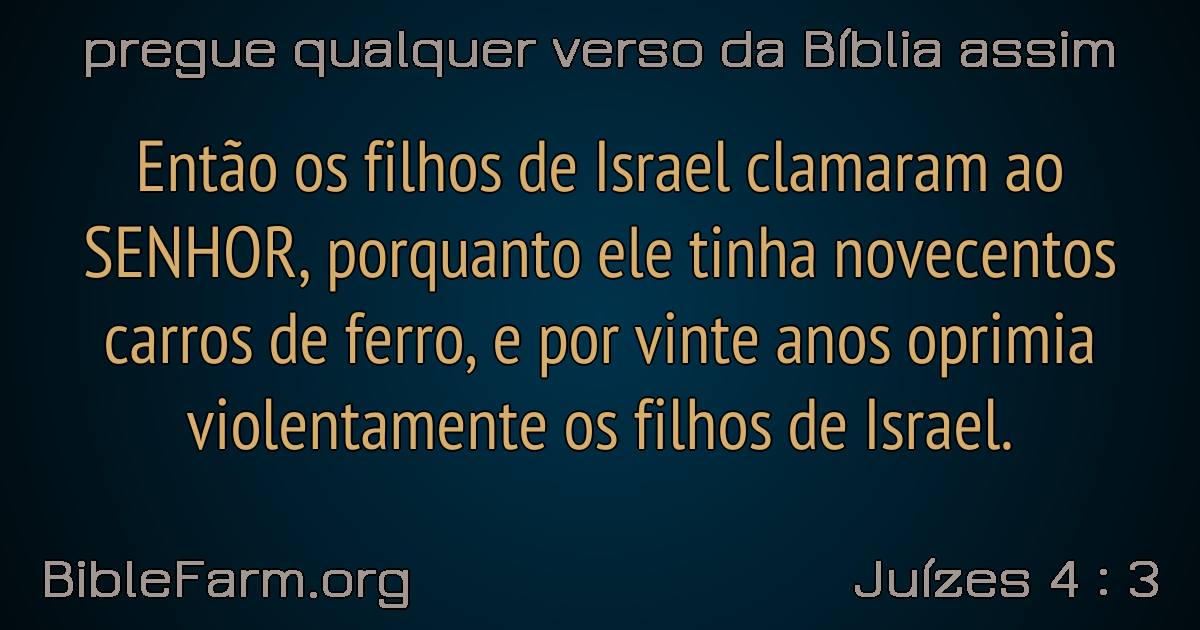 pregue qualquer verso da Bíblia assim
Então os filhos de Israel clamaram ao
SENHOR, porquanto ele tinha novecentos
carros de ferro, e por vinte anos oprimia
violentamente os filhos de Israel.
BibleFarm.org
Juízes 4 : 3